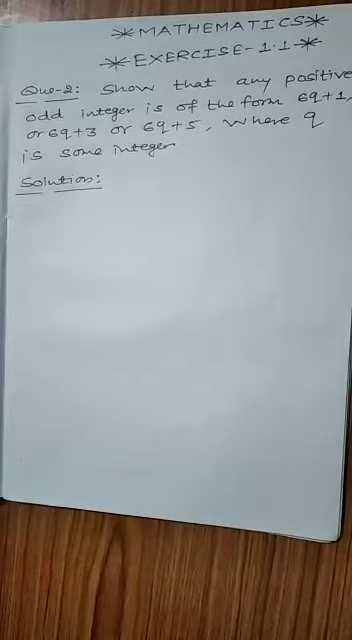 *MATHEMATICS*
*EXERCISE-1.1*
Que-2: Show that any positive
odd integer is of the form 6q+1,
or 6q+3 or 6q+5, where q
is some integer
Solution: